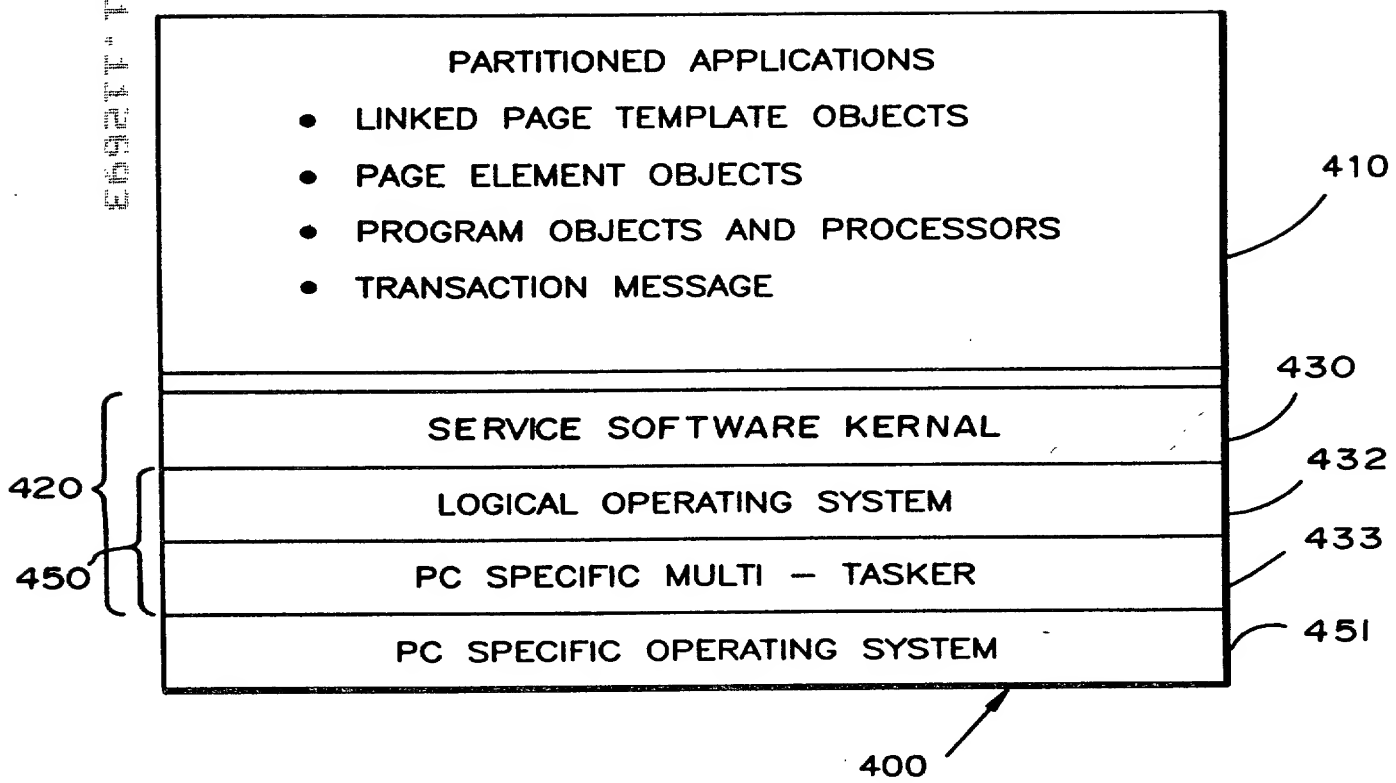 PARTITIONED APPLICATIONS
• LINKED PAGE TEMPLATE OBJECTS
• PAGE ELEMENT OBJECTS
• PROGRAM OBJECTS AND PROCESSORS
• TRANSACTION MESSAGE
410
430
SERVICE SOFTWARE KERNAL
420
432
LOGICAL OPERATING SYSTEM
433
450
PC SPECIFIC MULTI – TASKER
451
PC SPECIFIC OPERATING SYSTEM
400